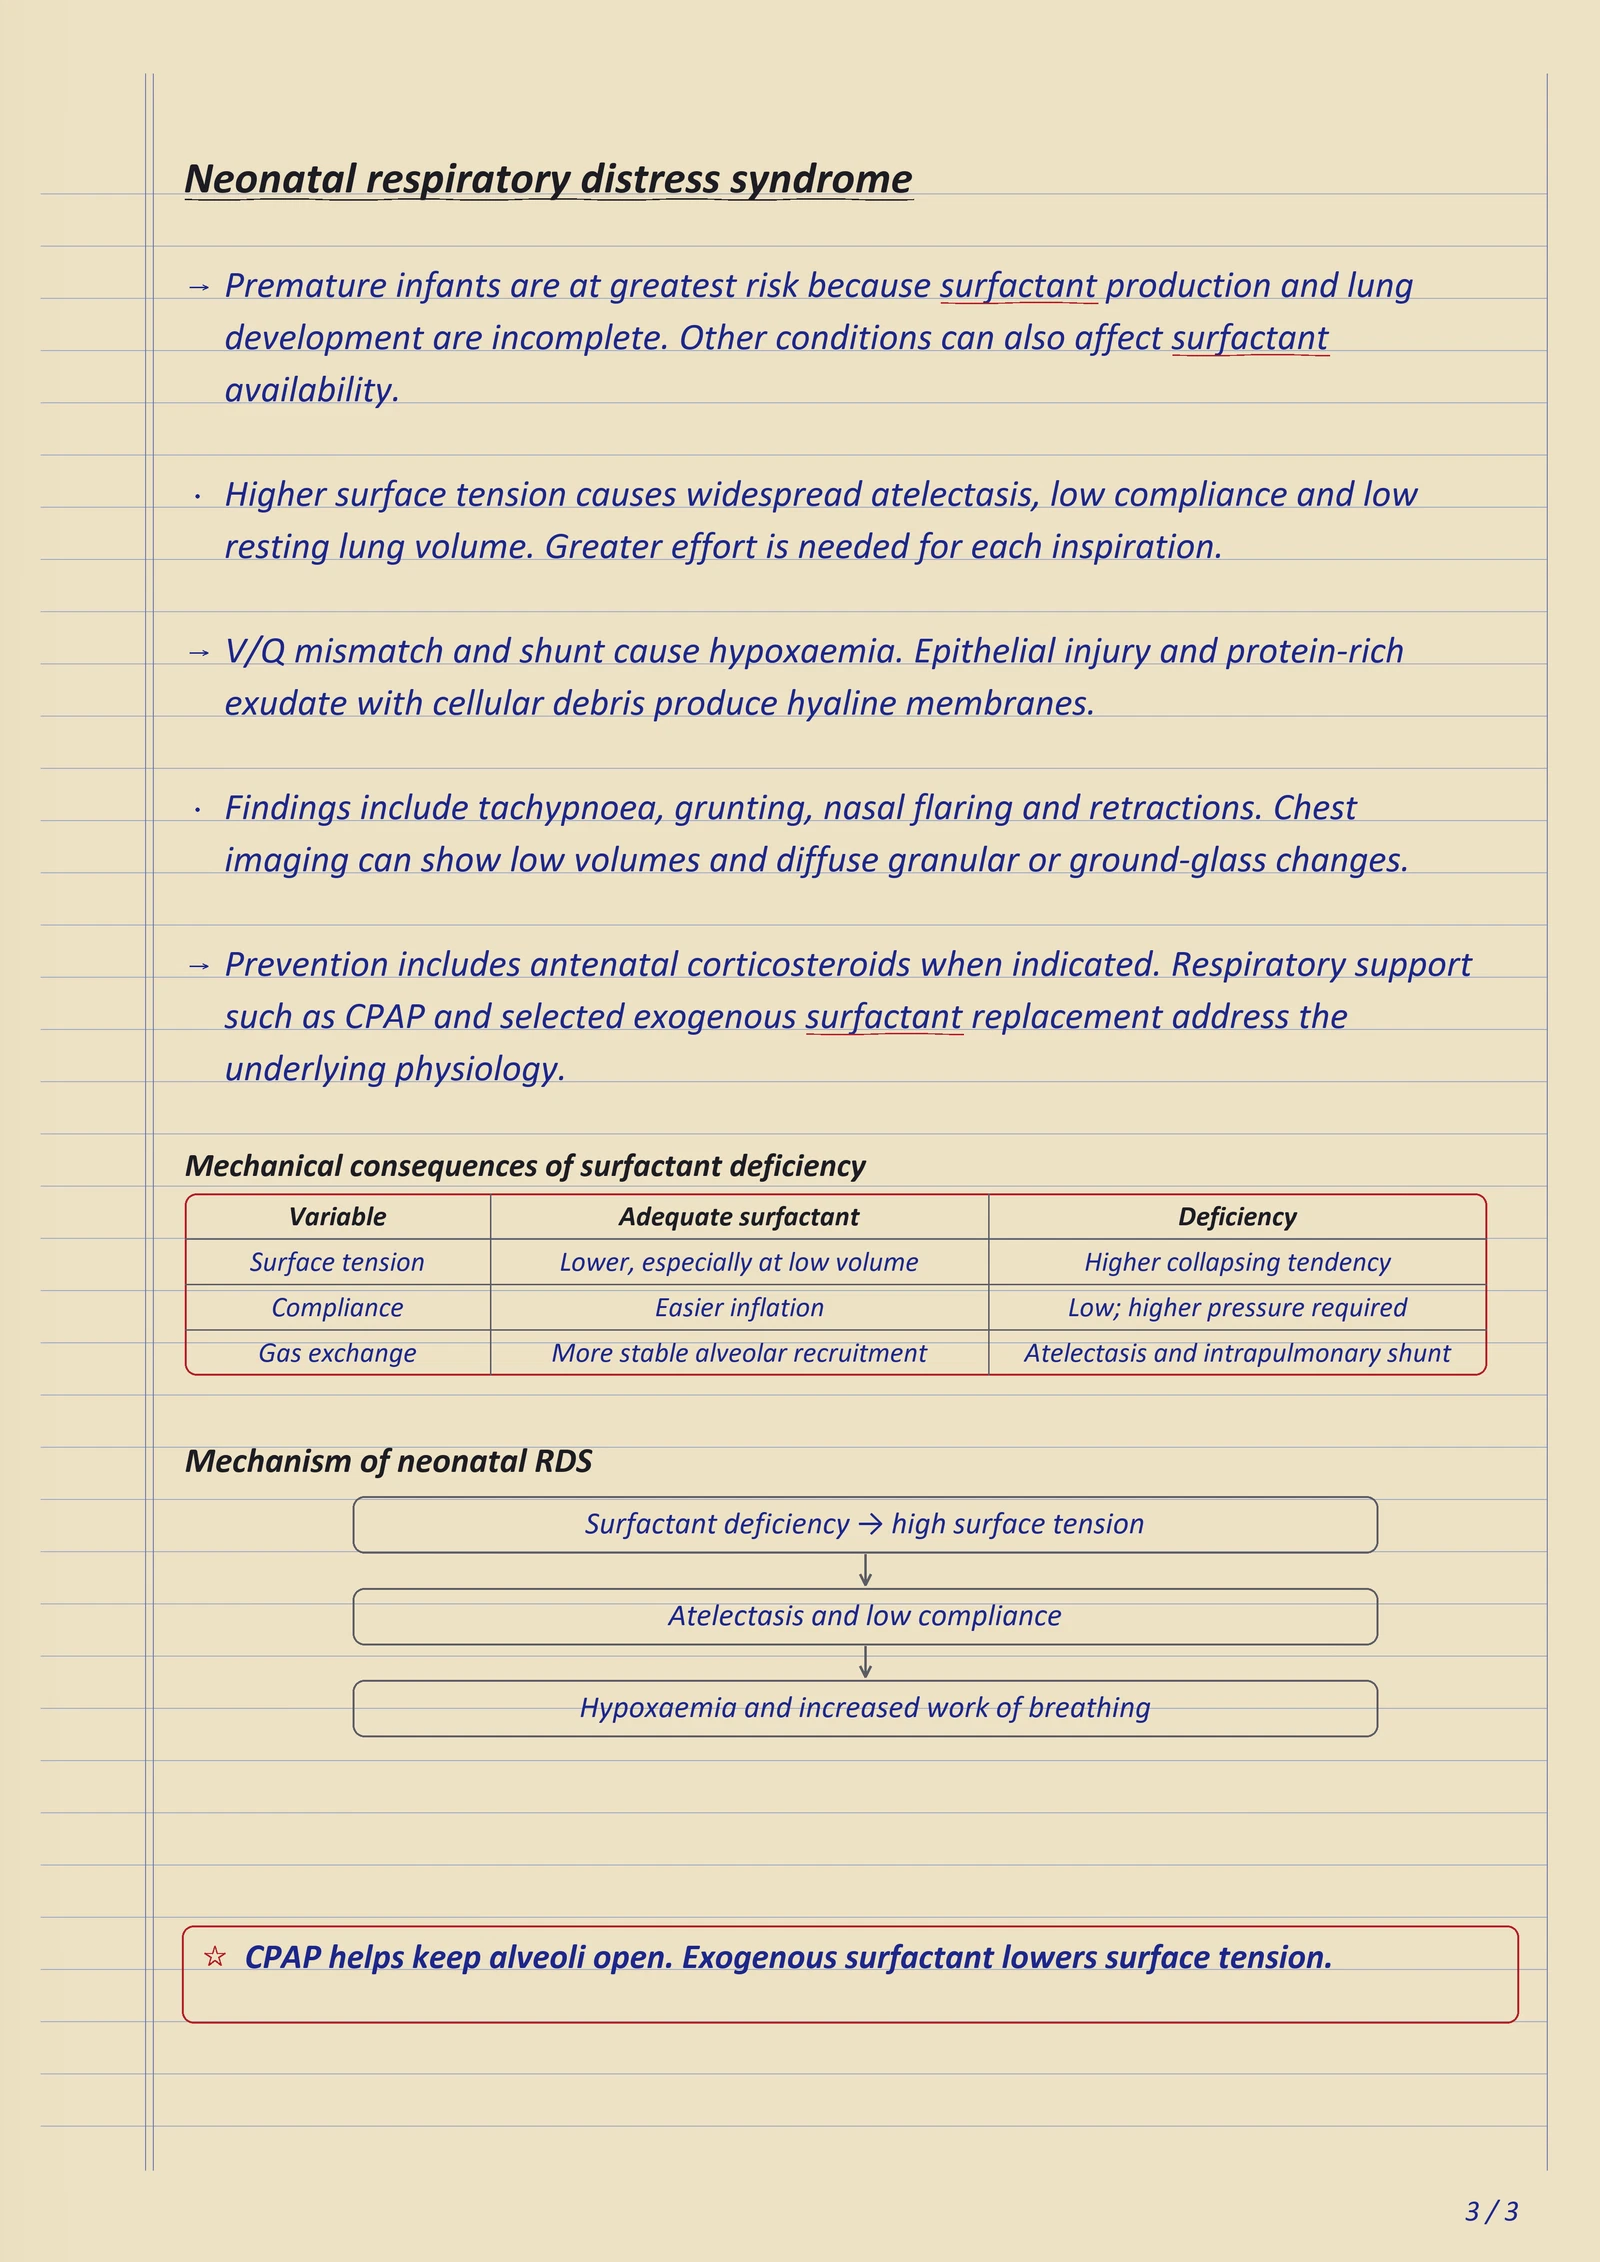 Neonatal respiratory distress syndrome
→ Premature infants are at greatest risk because surfactant production and lung
development are incomplete. Other conditions can also affect surfactant
availability.
· Higher surface tension causes widespread atelectasis, low compliance and low
resting lung volume. Greater effort is needed for each inspiration.
→ V/Q mismatch and shunt cause hypoxaemia. Epithelial injury and protein-rich
exudate with cellular debris produce hyaline membranes.
· Findings include tachypnoea, grunting, nasal flaring and retractions. Chest
imaging can show low volumes and diffuse granular or ground-glass changes.
→ Prevention includes antenatal corticosteroids when indicated. Respiratory support
such as CPAP and selected exogenous surfactant replacement address the
underlying physiology.
Mechanical consequences of surfactant deficiency
Variable Adequate surfactant Deficiency
Surface tension Lower, especially at low volume Higher collapsing tendency
Compliance Easier inflation Low; higher pressure required
Gas exchange More stable alveolar recruitment Atelectasis and intrapulmonary shunt
Mechanism of neonatal RDS
Surfactant deficiency → high surface tension
Atelectasis and low compliance
Hypoxaemia and increased work of breathing
☆ CPAP helps keep alveoli open. Exogenous surfactant lowers surface tension.
3 / 3